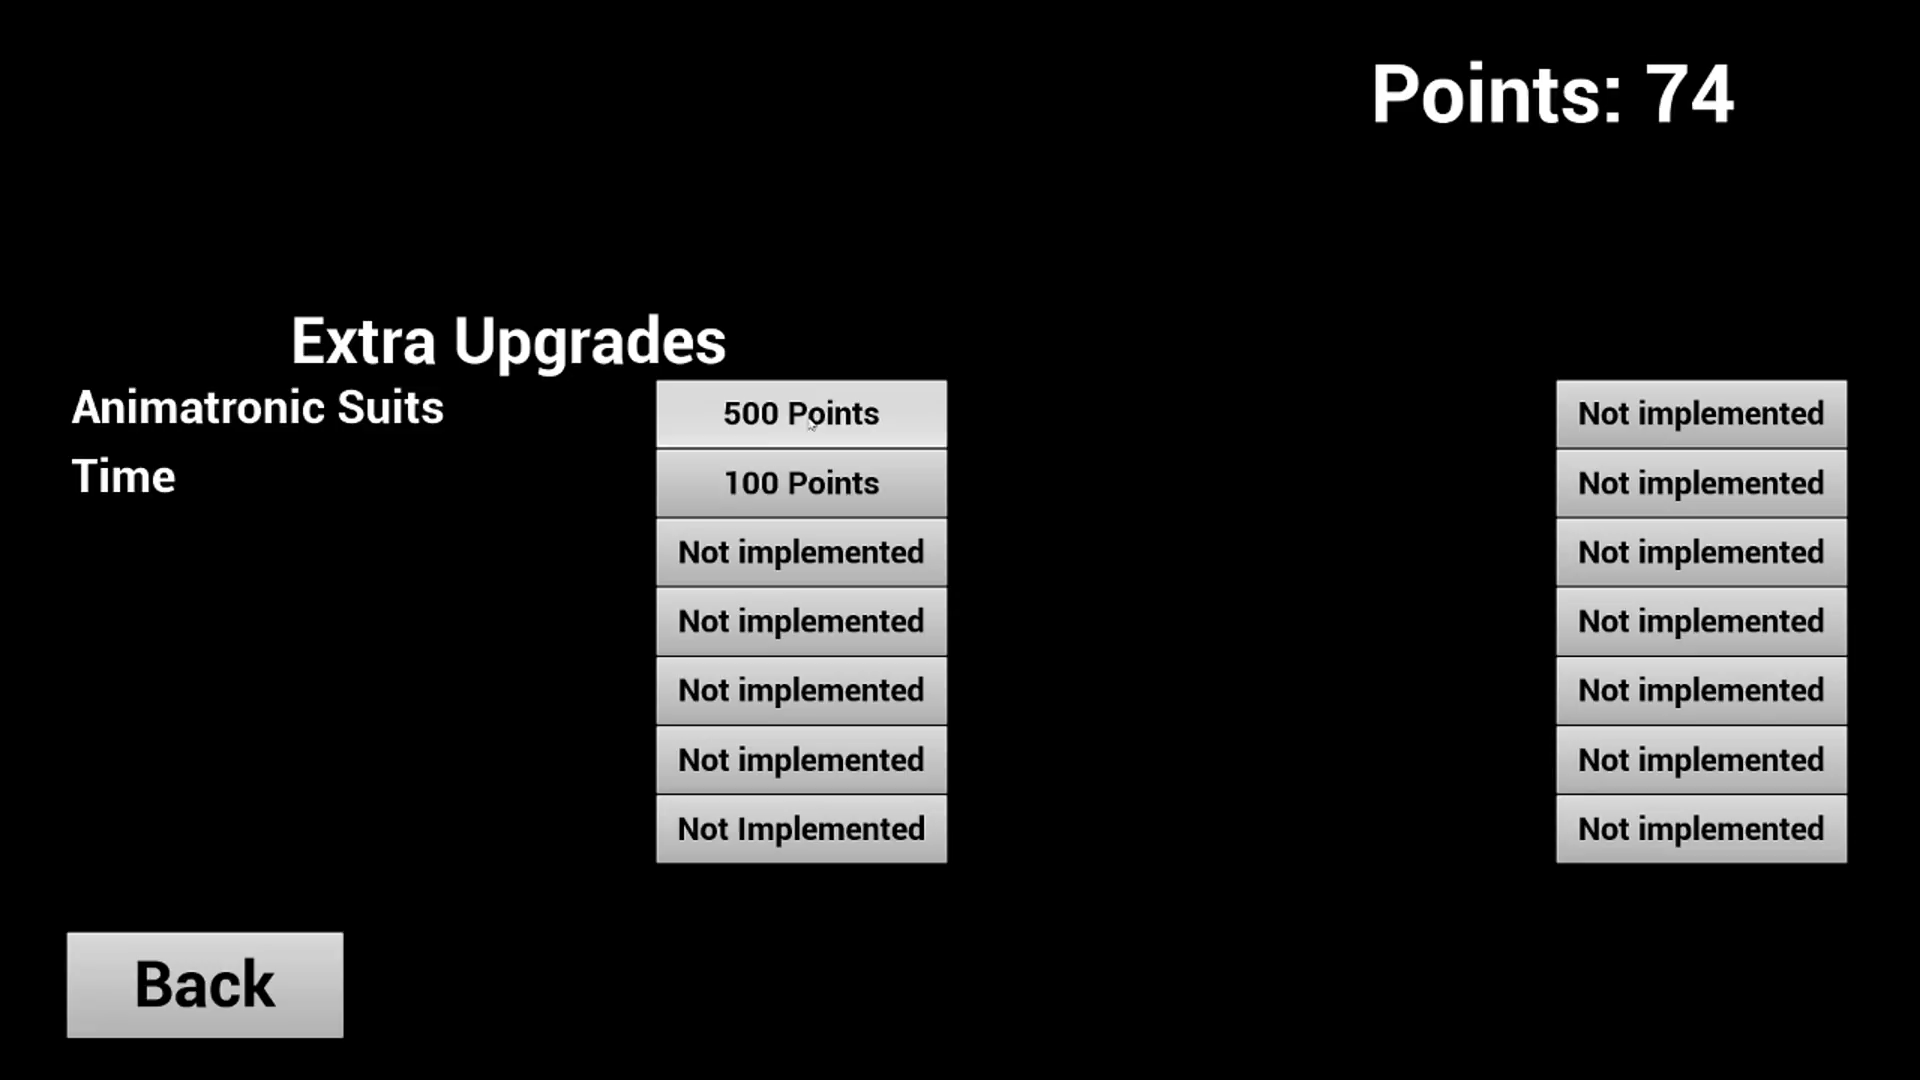 Points: 74
Extra Upgrades
Animatronic Suits 500 Points Not implemented
Time 100 Points Not implemented
Not implemented Not implemented
Not implemented Not implemented
Not implemented Not implemented
Not implemented Not implemented
Not Implemented Not implemented
Back